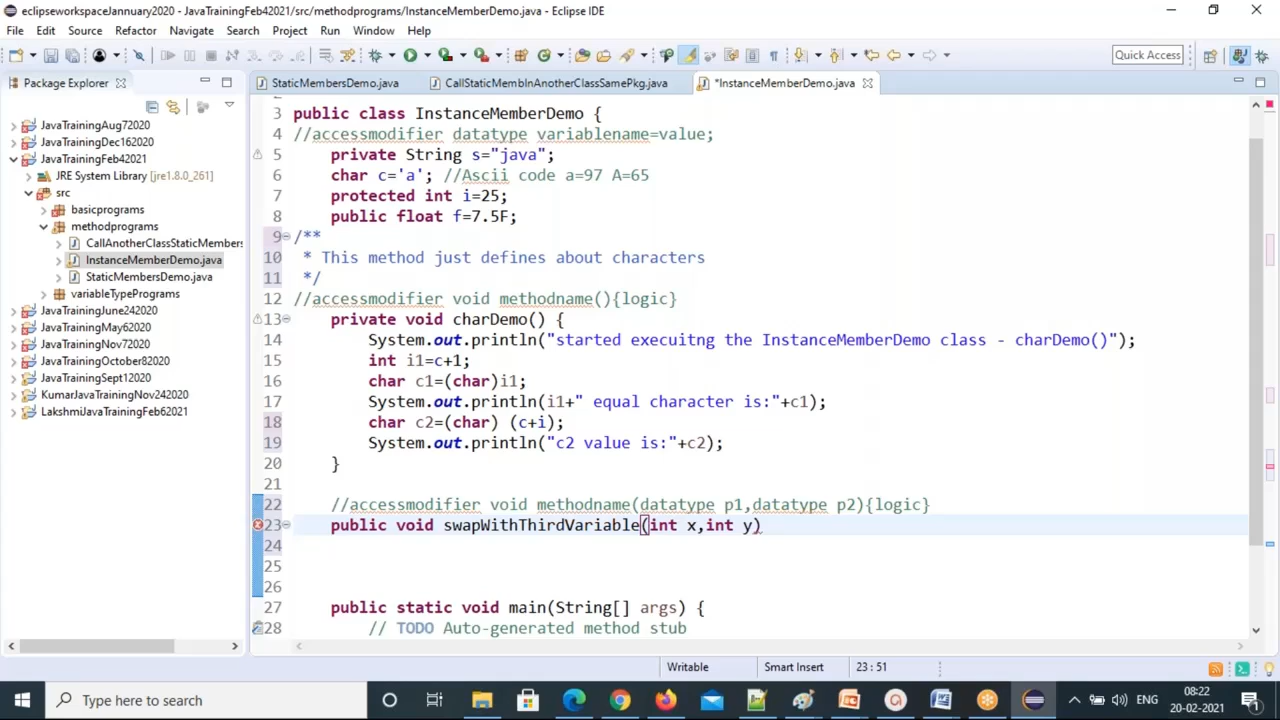 eclipseworkspaceJannuary2020 - JavaTrainingFeb42021/src/methodprograms/InstanceMemberDemo.java - Eclipse IDE
File Edit Source Refactor Navigate Search Project Run Window Help
Quick Access
Package Explorer
StaticMembersDemo.java
CallStaticMembInAnotherClassSamePkg.java
*InstanceMemberDemo.java
JavaTrainingAug72020
JavaTrainingDec162020
JavaTrainingFeb42021
JRE System Library [jre1.8.0_261]
src
basicprograms
methodprograms
CallAnotherClassStaticMembers
InstanceMemberDemo.java
StaticMembersDemo.java
variableTypePrograms
JavaTrainingJune242020
JavaTrainingMay62020
JavaTrainingNov72020
JavaTrainingOctober82020
JavaTrainingSept12020
KumarJavaTrainingNov242020
LakshmiJavaTrainingFeb62021
3 public class InstanceMemberDemo {
4 //accessmodifier datatype variablename=value;
5 private String s="java";
6 char c='a'; //Ascii code a=97 A=65
7 protected int i=25;
8 public float f=7.5F;
9 /**
10 * This method just defines about characters
11 */
12 //accessmodifier void methodname(){logic}
13 private void charDemo() {
14 System.out.println("started execuitng the InstanceMemberDemo class - charDemo()");
15 int i1=c+1;
16 char c1=(char)i1;
17 System.out.println(i1+" equal character is:"+c1);
18 char c2=(char) (c+i);
19 System.out.println("c2 value is:"+c2);
20 }
21
22 //accessmodifier void methodname(datatype p1,datatype p2){logic}
23 public void swapWithThirdVariable(int x,int y)
24
25
26
27 public static void main(String[] args) {
28 // TODO Auto-generated method stub
Writable Smart Insert 23 : 51
Type here to search
ENG
08:22
20-02-2021